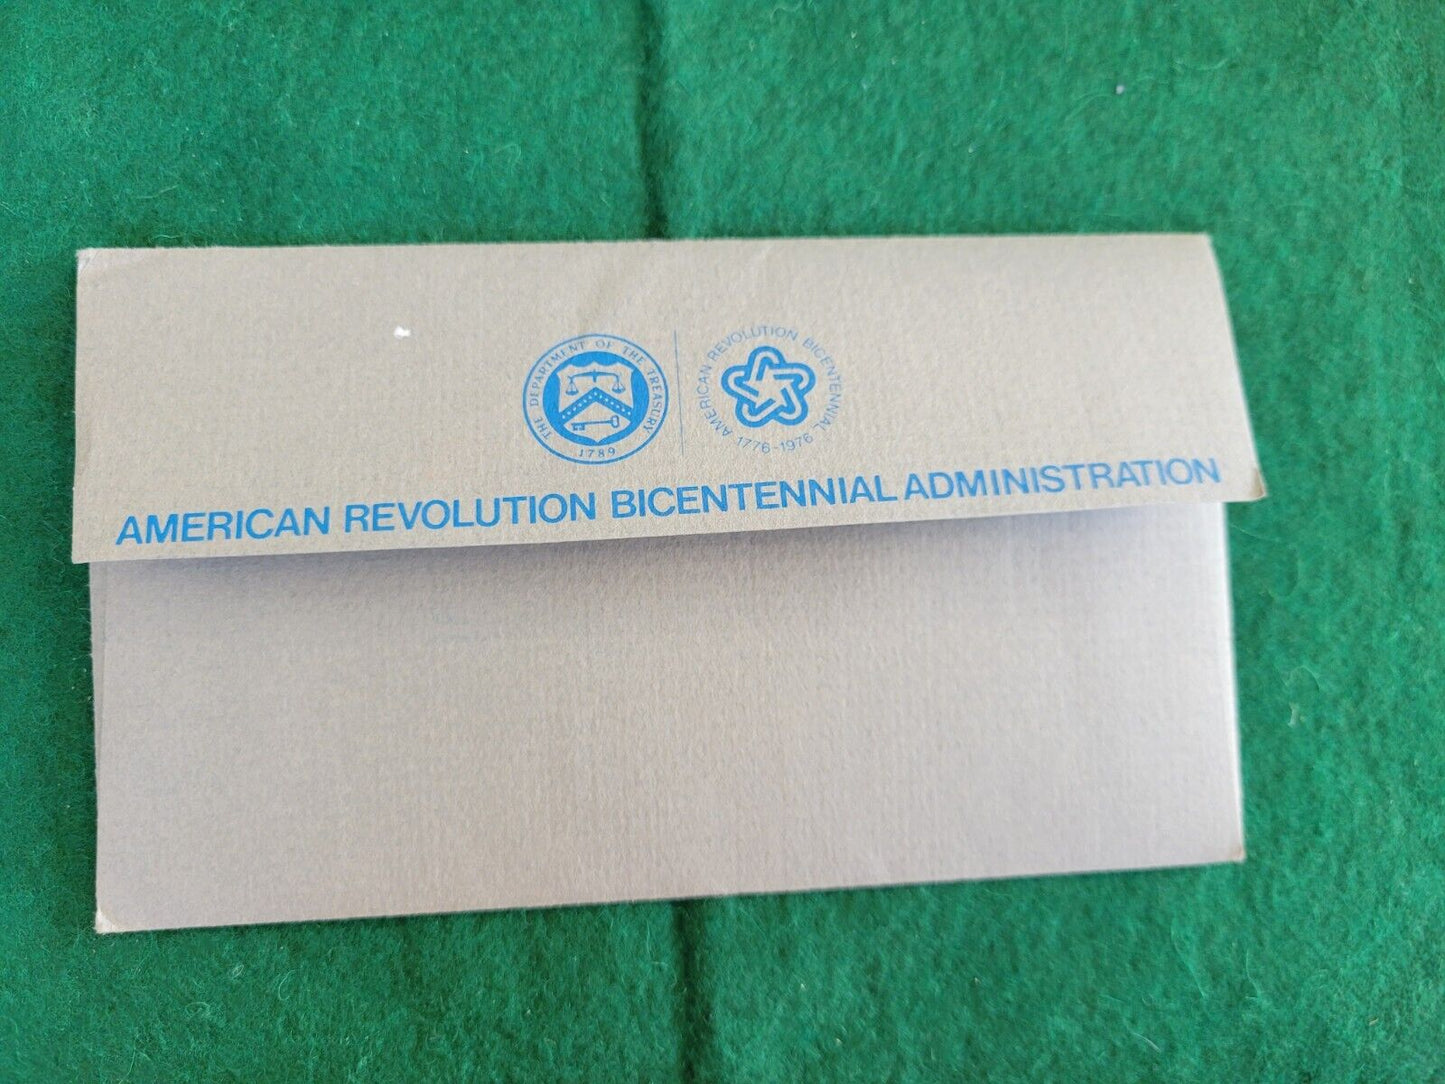 THE DEPARTMENT OF THE TREASURY
1789
AMERICAN REVOLUTION BICENTENNIAL
1776-1976
AMERICAN REVOLUTION BICENTENNIAL ADMINISTRATION